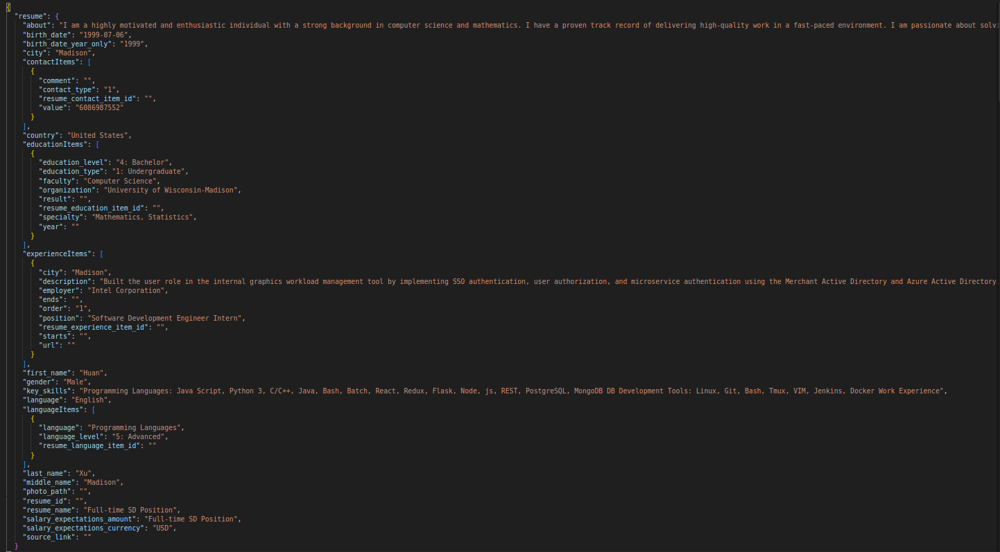 {
"resume": {
"about": "I am a highly motivated and enthusiastic individual with a strong background in computer science and mathematics. I have a proven track record of delivering high-quality work in a fast-paced environment. I am passionate about solvi
"birth_date": "1999-07-06",
"birth_date_year_only": "1999",
"city": "Madison",
"contactItems": [
{
"comment": "",
"contact_type": "1",
"resume_contact_item_id": "",
"value": "6086987552"
}
],
"country": "United States",
"educationItems": [
{
"education_level": "4: Bachelor",
"education_type": "1: Undergraduate",
"faculty": "Computer Science",
"organization": "University of Wisconsin-Madison",
"result": "",
"resume_education_item_id": "",
"specialty": "Mathematics, Statistics",
"year": ""
}
],
"experienceItems": [
{
"city": "Madison",
"description": "Built the user role in the internal graphics workload management tool by implementing SSO authentication, user authorization, and microservice authentication using the Merchant Active Directory and Azure Active Directory.
"employer": "Intel Corporation",
"ends": "",
"order": "1",
"position": "Software Development Engineer Intern",
"resume_experience_item_id": "",
"starts": "",
"url": ""
}
],
"first_name": "Huan",
"gender": "Male",
"key_skills": "Programming Languages: Java Script, Python 3, C/C++, Java, Bash, Batch, React, Redux, Flask, Node, js, REST, PostgreSQL, MongoDB DB Development Tools: Linux, Git, Bash, Tmux, VIM, Jenkins, Docker Work Experience",
"language": "English",
"languageItems": [
{
"language": "Programming Languages",
"language_level": "5: Advanced",
"resume_language_item_id": ""
}
],
"last_name": "Xu",
"middle_name": "Madison",
"photo_path": "",
"resume_id": "",
"resume_name": "Full-time SD Position",
"salary_expectations_amount": "Full-time SD Position",
"salary_expectations_currency": "USD",
"source_link": ""
}